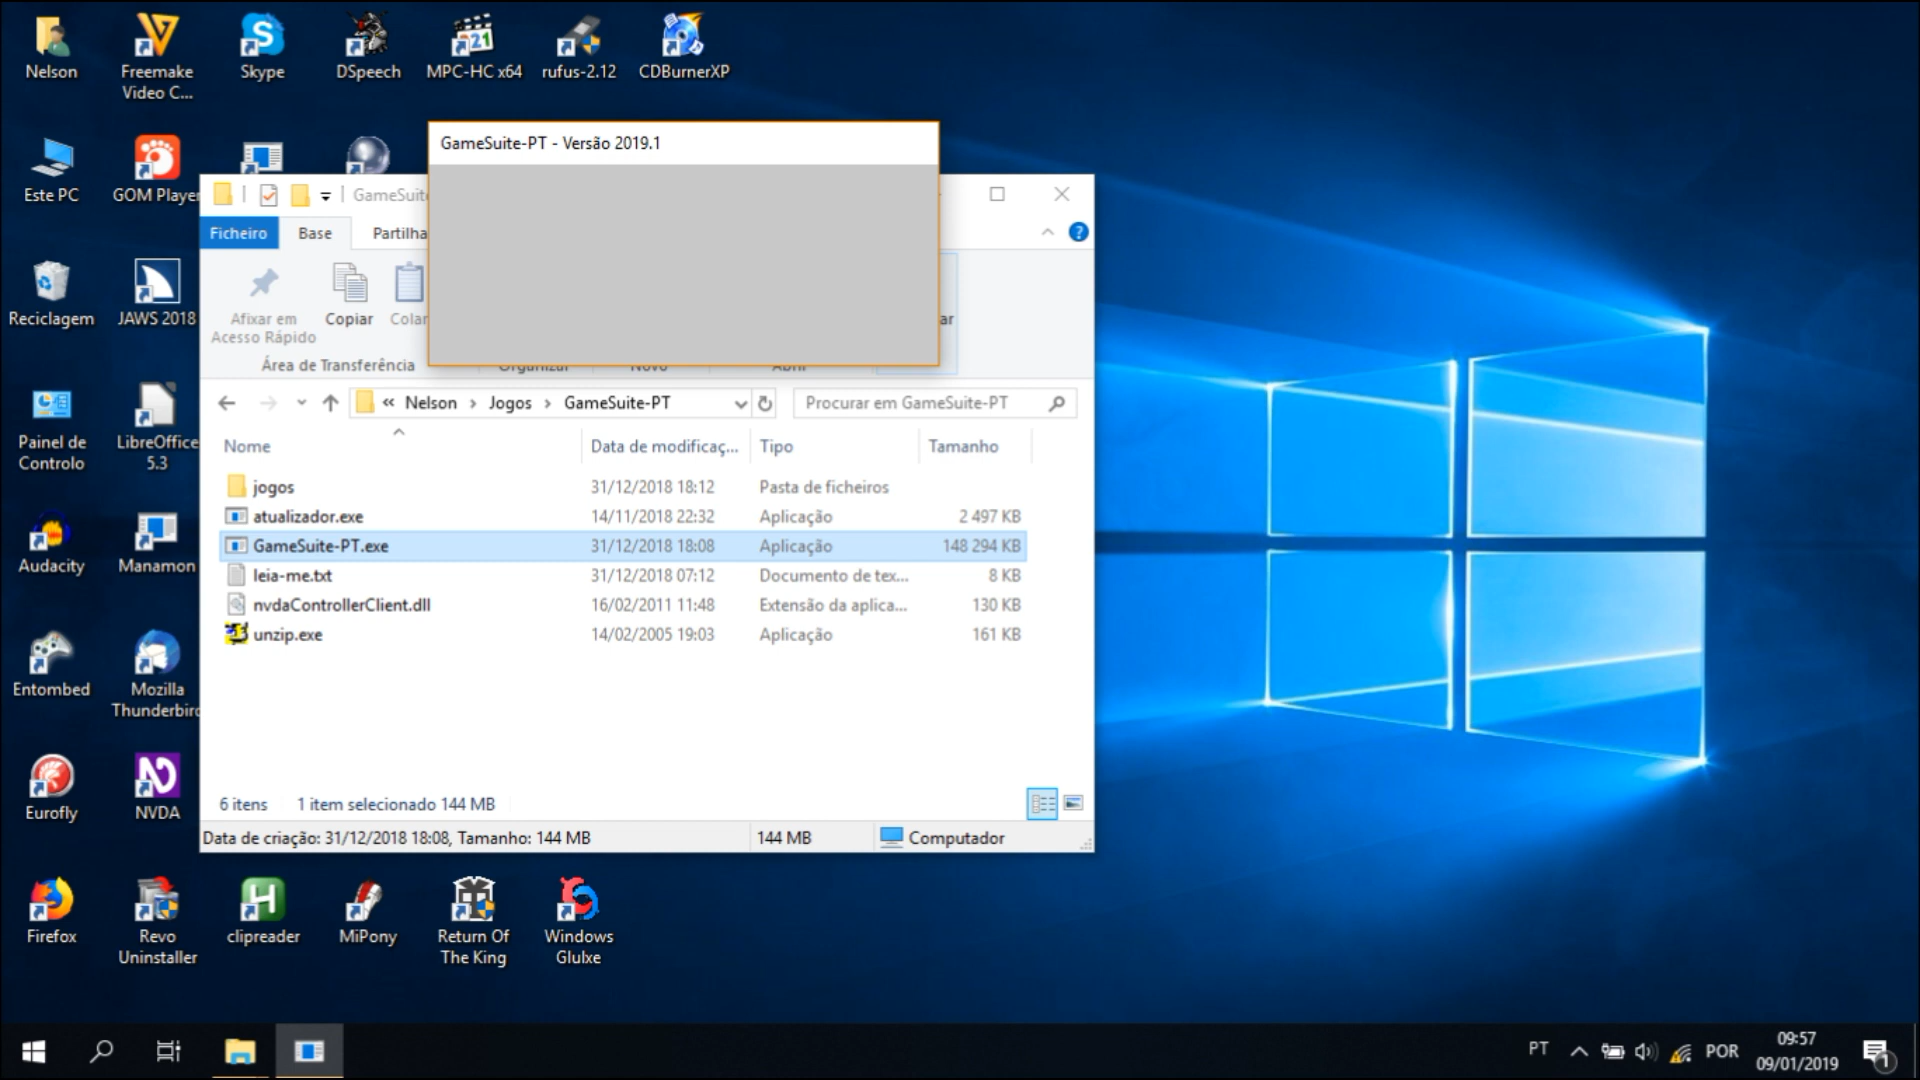 Nelson
Freemake
Video C...
Skype
DSpeech
MPC-HC x64
rufus-2.12
CDBurnerXP
Este PC
GOM Player
Reciclagem
JAWS 2018
Painel de
Controlo
LibreOffice
5.3
Audacity
Manamon
Entombed
Mozilla
Thunderbird
Eurofly
NVDA
Firefox
Revo
Uninstaller
clipreader
MiPony
Return Of
The King
Windows
Glulxe
GameSuite-PT - Versão 2019.1
GameSuite
Ficheiro
Base
Partilha
Afixar em
Acesso Rápido
Copiar
Colar
ar
Área de Transferência
Organizar
Novo
Abrir
« Nelson › Jogos › GameSuite-PT
Procurar em GameSuite-PT
Nome
Data de modificaç...
Tipo
Tamanho
jogos 31/12/2018 18:12 Pasta de ficheiros
atualizador.exe 14/11/2018 22:32 Aplicação 2 497 KB
GameSuite-PT.exe 31/12/2018 18:08 Aplicação 148 294 KB
leia-me.txt 31/12/2018 07:12 Documento de tex... 8 KB
nvdaControllerClient.dll 16/02/2011 11:48 Extensão da aplica... 130 KB
unzip.exe 14/02/2005 19:03 Aplicação 161 KB
6 itens 1 item selecionado 144 MB
Data de criação: 31/12/2018 18:08, Tamanho: 144 MB
144 MB
Computador
PT
POR
09:57
09/01/2019
1